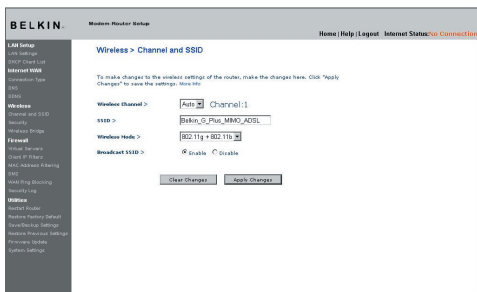 BELKIN.
Modem Router Setup
Home | Help | Logout Internet Status: No Connection
LAN Setup
LAN Settings
DHCP Client List
Internet WAN
Connection Type
DNS
DDNS
Wireless
Channel and SSID
Security
Wireless Bridge
Firewall
Virtual Servers
Client IP Filters
MAC Address Filtering
DMZ
WAN Ping Blocking
Security Log
Utilities
Restart Router
Restore Factory Default
Save/Backup Settings
Restore Previous Settings
Firmware Update
System Settings
Wireless > Channel and SSID
To make changes to the wireless settings of the router, make the changes here. Click "Apply
Changes" to save the settings. More Info
Wireless Channel > Auto Channel:1
SSID > Belkin_G_Plus_MIMO_ADSL
Wireless Mode > 802.11g + 802.11b
Broadcast SSID > Enable Disable
Clear Changes Apply Changes